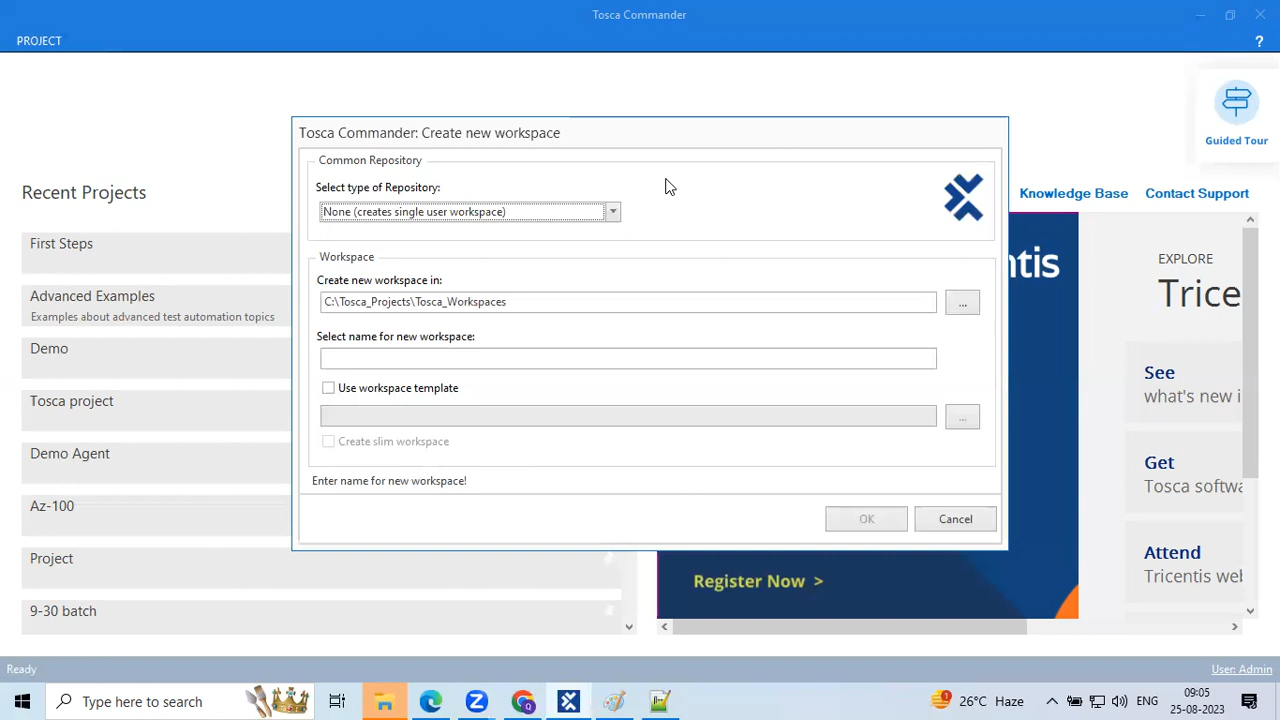 Tosca Commander
PROJECT
?
Guided Tour
Recent Projects
Knowledge Base
Contact Support
First Steps
Advanced Examples
Examples about advanced test automation topics
Demo
Tosca project
Demo Agent
Az-100
Project
9-30 batch
Tosca Commander: Create new workspace
Common Repository
Select type of Repository:
None (creates single user workspace)
Workspace
Create new workspace in:
C:\Tosca_Projects\Tosca_Workspaces
...
Select name for new workspace:
Use workspace template
...
Create slim workspace
Enter name for new workspace!
OK
Cancel
ntis
Register Now >
EXPLORE
Trice
See
what's new i
Get
Tosca softw
Attend
Tricentis web
Ready
User: Admin
Type here to search
26°C Haze
ENG
09:05
25-08-2023